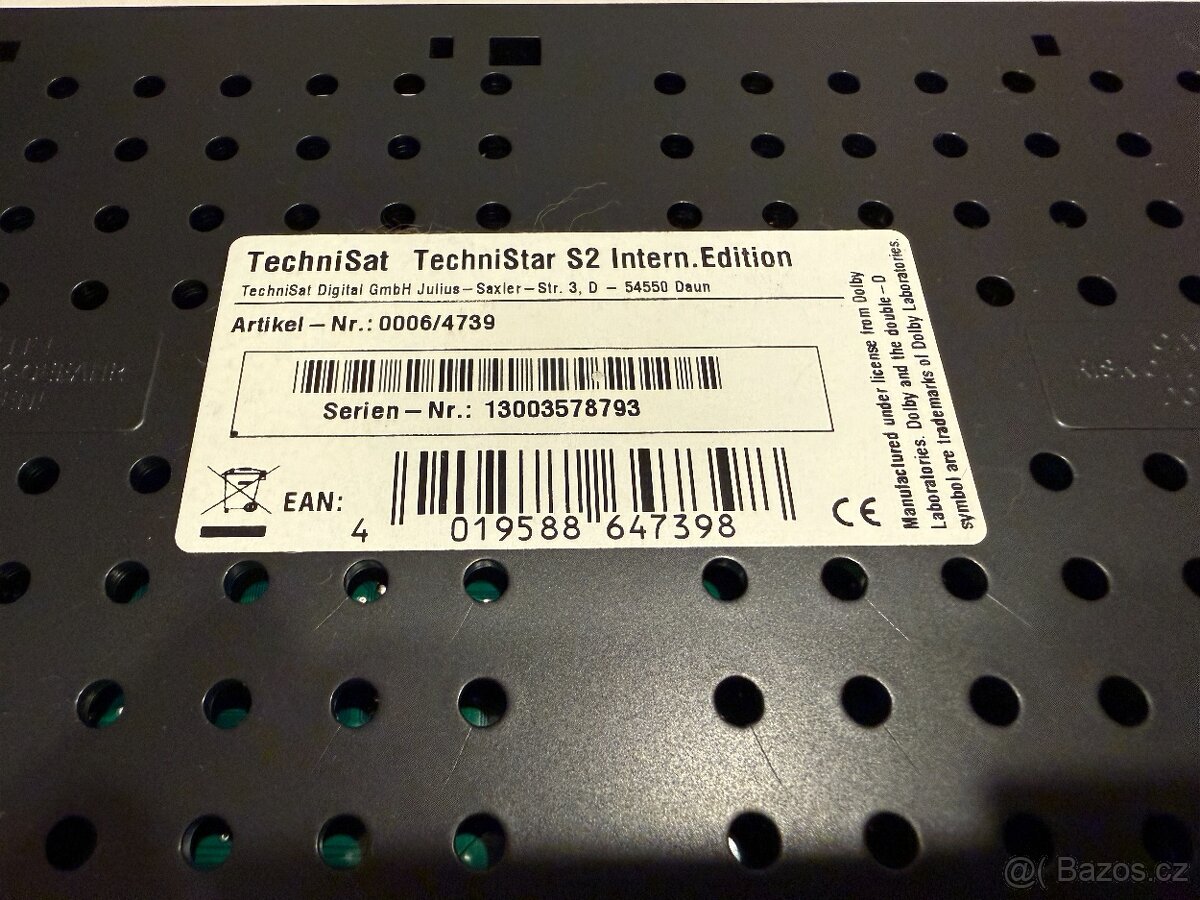 TechniSat TechniStar S2 Intern.Edition
TechniSat Digital GmbH Julius-Saxler-Str. 3, D - 54550 Daun
Artikel-Nr.: 0006/4739
Serien-Nr.: 13003578793
EAN:
4 019588 647398
CE
Manufactured under license from Dolby
Laboratories. Dolby and the double-D
symbol are trademarks of Dolby Laboratories.
@( Bazos.cz